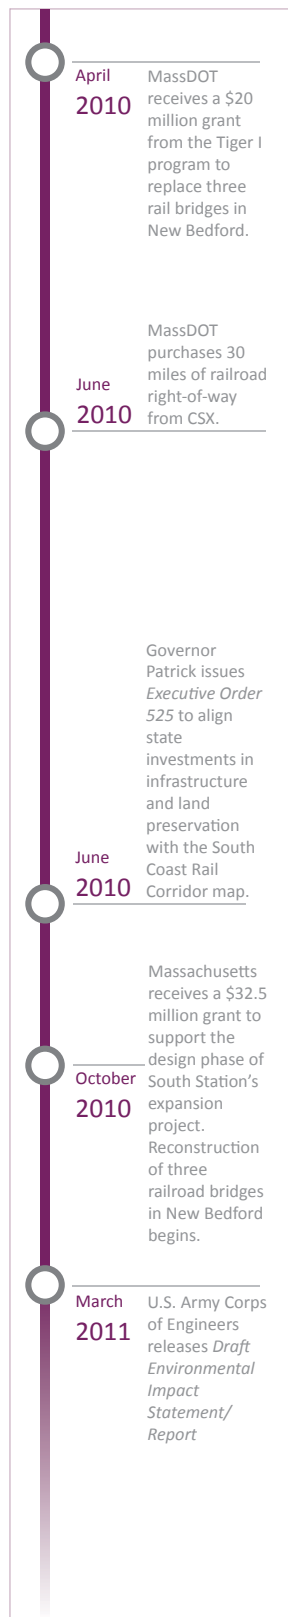 April
2010
MassDOT
receives a $20
million grant
from the Tiger I
program to
replace three
rail bridges in
New Bedford.
MassDOT
purchases 30
miles of railroad
right-of-way
from CSX.
June
2010
Governor
Patrick issues
Executive Order
525 to align
state
investments in
infrastructure
and land
preservation
with the South
Coast Rail
Corridor map.
June
2010
Massachusetts
receives a $32.5
million grant to
support the
design phase of
South Station’s
expansion
project.
Reconstruction
of three
railroad bridges
in New Bedford
begins.
October
2010
March
2011
U.S. Army Corps
of Engineers
releases Draft
Environmental
Impact
Statement/
Report